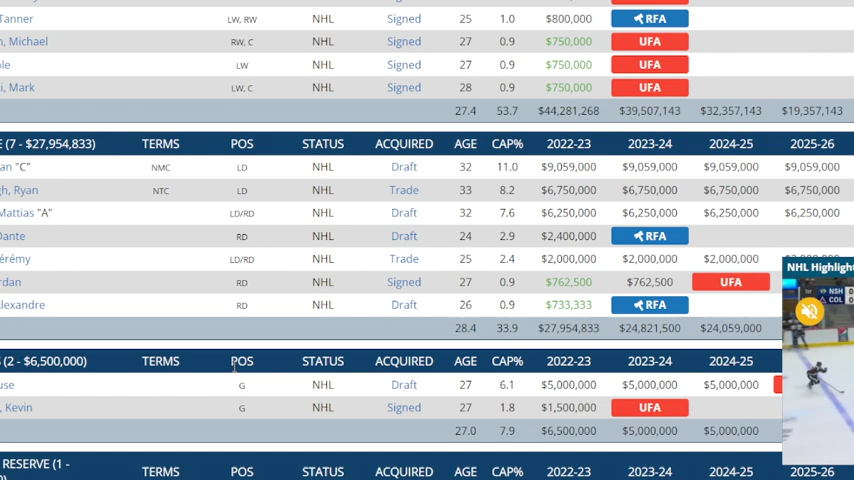 Tanner LW, RW NHL Signed 25 1.0 $800,000 RFA
n, Michael RW, C NHL Signed 27 0.9 $750,000 UFA
ple LW NHL Signed 27 0.9 $750,000 UFA
i, Mark LW, C NHL Signed 28 0.9 $750,000 UFA
27.4 53.7 $44,281,268 $39,507,143 $32,357,143 $19,357,143
E (7 - $27,954,833) TERMS POS STATUS ACQUIRED AGE CAP% 2022-23 2023-24 2024-25 2025-26
an "C" NMC LD NHL Draft 32 11.0 $9,059,000 $9,059,000 $9,059,000 $9,059,000
gh, Ryan NTC LD NHL Trade 33 8.2 $6,750,000 $6,750,000 $6,750,000 $6,750,000
Mattias "A" LD/RD NHL Draft 32 7.6 $6,250,000 $6,250,000 $6,250,000 $6,250,000
Dante RD NHL Draft 24 2.9 $2,400,000 RFA
érémy LD/RD NHL Trade 25 2.4 $2,000,000 $2,000,000 $2,000,000
rdan RD NHL Signed 27 0.9 $762,500 $762,500 UFA
NHL Highlight
NSH 0
COL
Alexandre RD NHL Draft 26 0.9 $733,333 RFA
28.4 33.9 $27,954,833 $24,821,500 $24,059,000
S (2 - $6,500,000) TERMS POS STATUS ACQUIRED AGE CAP% 2022-23 2023-24 2024-25
use G NHL Draft 27 6.1 $5,000,000 $5,000,000 $5,000,000
, Kevin G NHL Signed 27 1.8 $1,500,000 UFA
27.0 7.9 $6,500,000 $5,000,000 $5,000,000
RESERVE (1 - TERMS POS STATUS ACQUIRED AGE CAP% 2022-23 2023-24 2024-25 2025-26